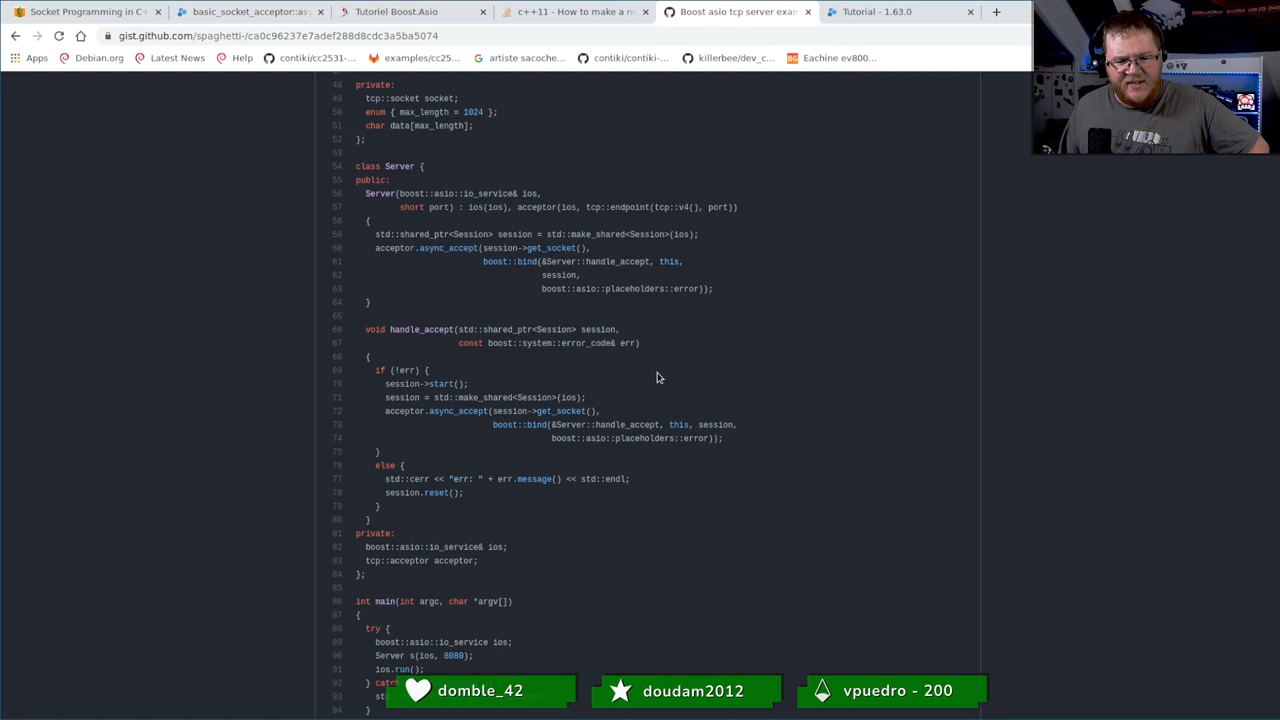 Socket Programming in C+
basic_socket_acceptor::as
Tutoriel Boost.Asio
c++11 - How to make a no
Boost asio tcp server exam
Tutorial - 1.63.0
gist.github.com/spaghetti-/ca0c96237e7adef288d8cdc3a5ba5074
Apps
Debian.org
Latest News
Help
contiki/cc2531-...
examples/cc25...
artiste sacoche...
contiki/contiki-...
killerbee/dev_c...
Eachine ev800...
48 private:
49 tcp::socket socket;
50 enum { max_length = 1024 };
51 char data[max_length];
52 };
53
54 class Server {
55 public:
56 Server(boost::asio::io_service& ios,
57 short port) : ios(ios), acceptor(ios, tcp::endpoint(tcp::v4(), port))
58 {
59 std::shared_ptr<Session> session = std::make_shared<Session>(ios);
60 acceptor.async_accept(session->get_socket(),
61 boost::bind(&Server::handle_accept, this,
62 session,
63 boost::asio::placeholders::error));
64 }
65
66 void handle_accept(std::shared_ptr<Session> session,
67 const boost::system::error_code& err)
68 {
69 if (!err) {
70 session->start();
71 session = std::make_shared<Session>(ios);
72 acceptor.async_accept(session->get_socket(),
73 boost::bind(&Server::handle_accept, this, session,
74 boost::asio::placeholders::error));
75 }
76 else {
77 std::cerr << "err: " + err.message() << std::endl;
78 session.reset();
79 }
80 }
81 private:
82 boost::asio::io_service& ios;
83 tcp::acceptor acceptor;
84 };
85
86 int main(int argc, char *argv[])
87 {
88 try {
89 boost::asio::io_service ios;
90 Server s(ios, 8080);
91 ios.run();
92 } catc
93 st
94 }
domble_42
doudam2012
vpuedro - 200